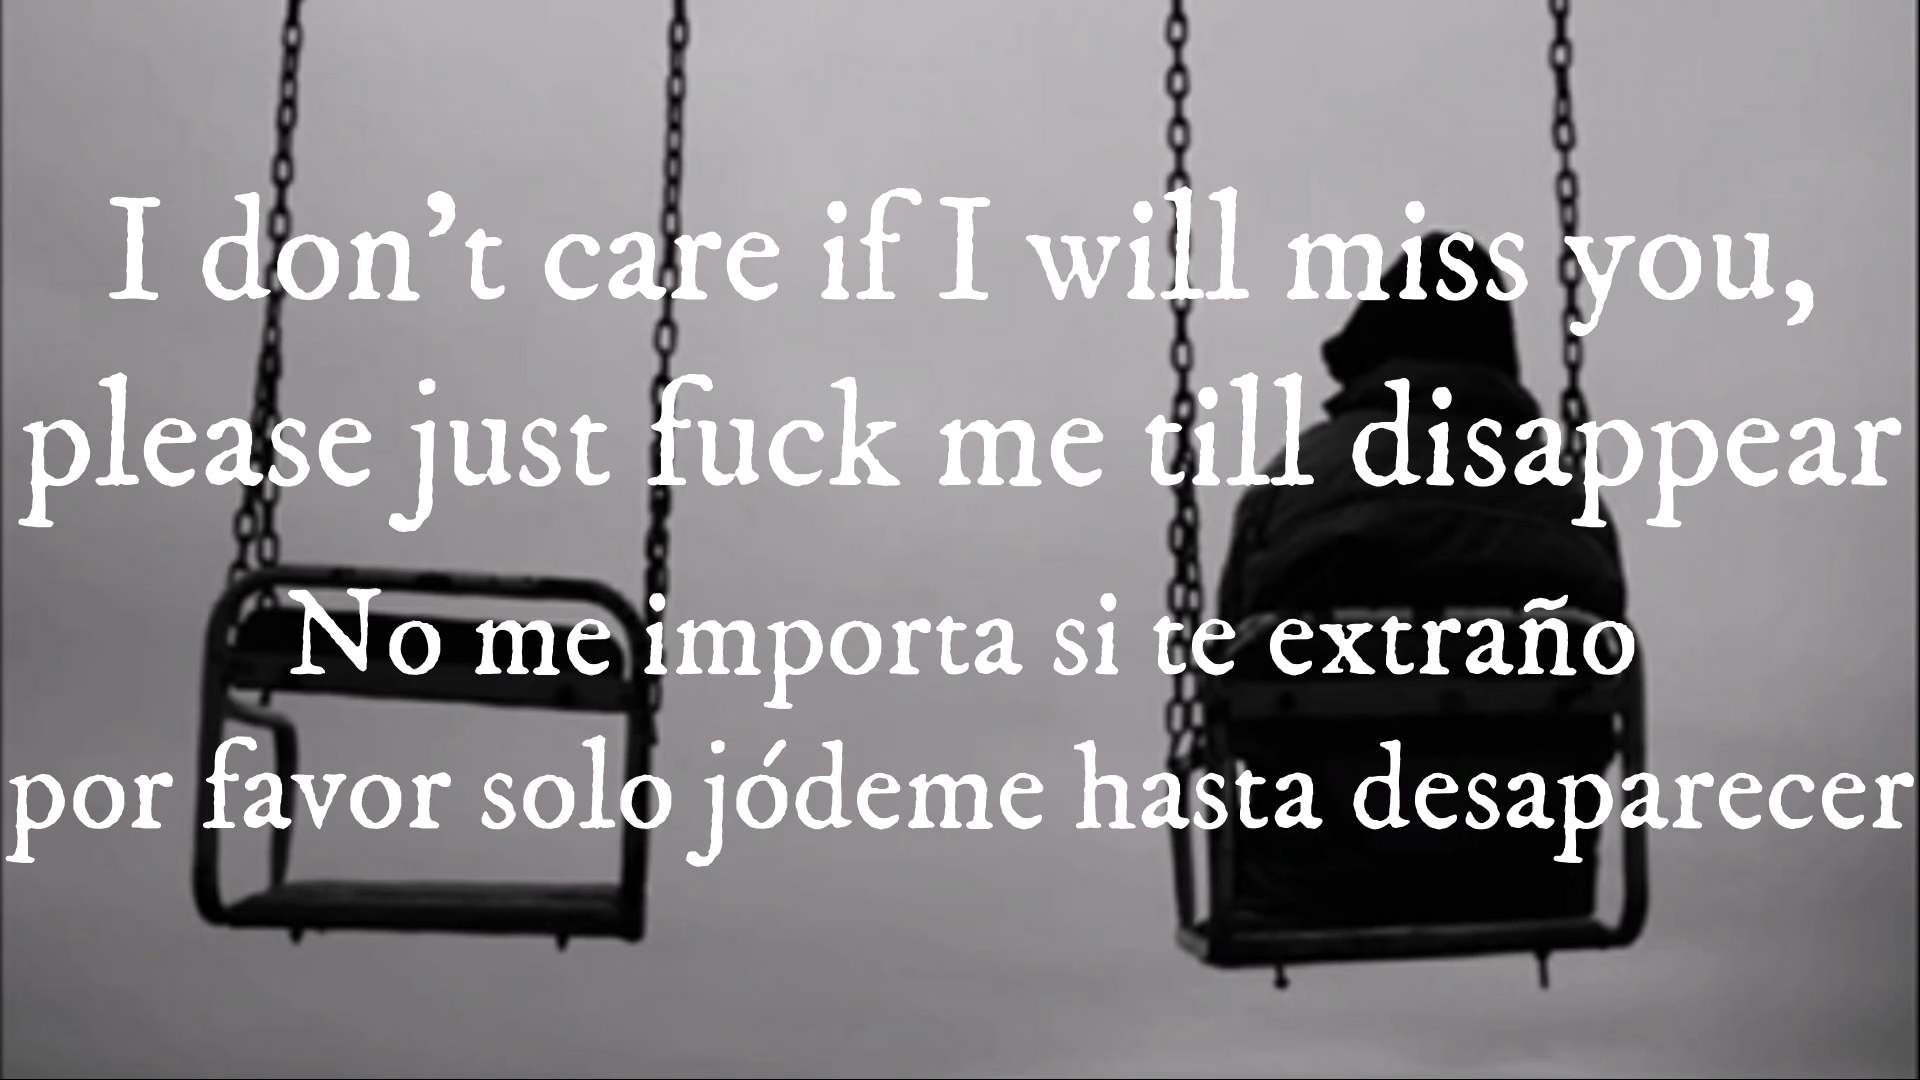 I don't care if I will miss you,
please just fuck me till disappear
No me importa si te extraño
por favor solo jódeme hasta desaparecer